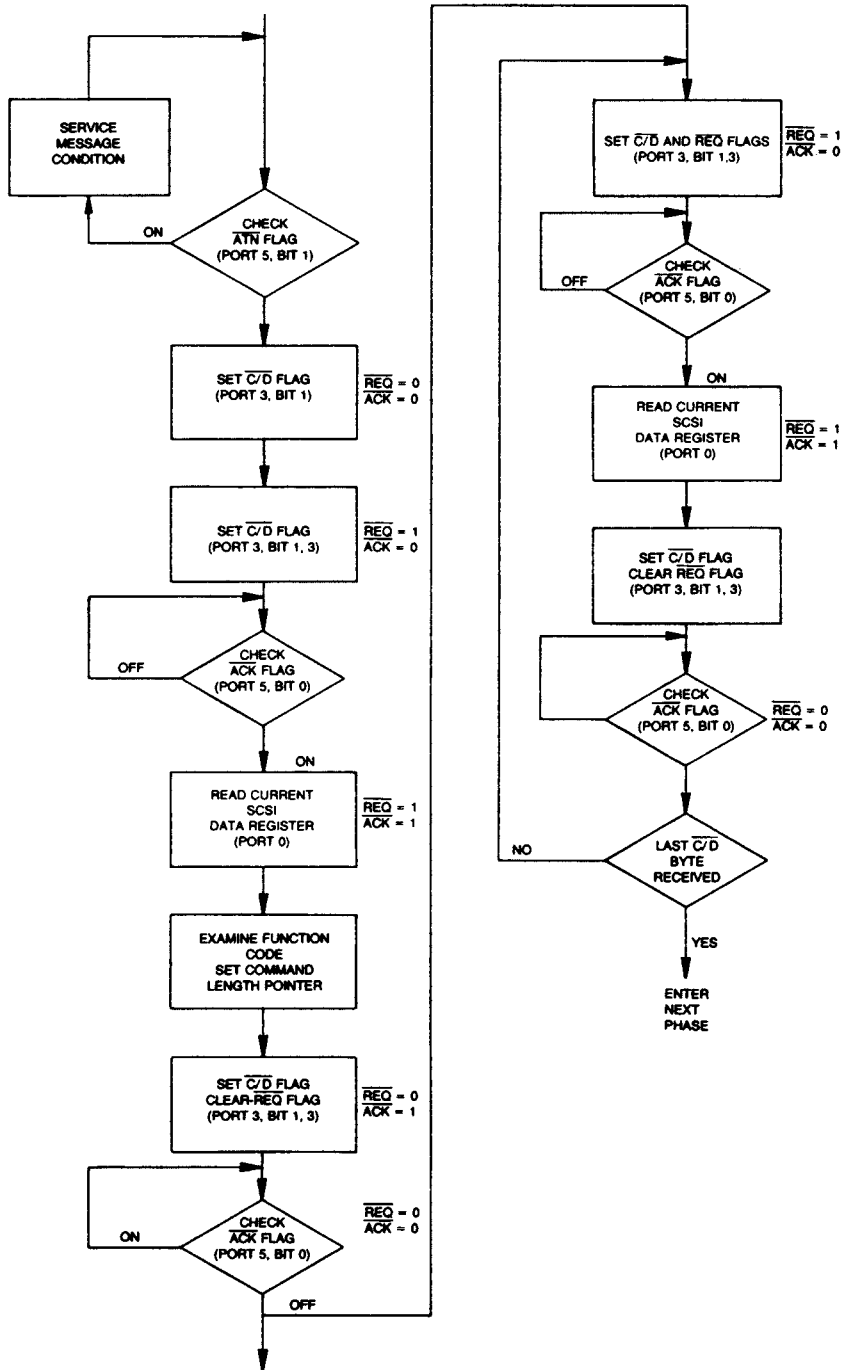 SERVICE
MESSAGE
CONDITION
ON
CHECK
ATN FLAG
(PORT 5, BIT 1)
SET C/D FLAG
(PORT 3, BIT 1)
REQ = 0
ACK = 0
SET C/D FLAG
(PORT 3, BIT 1, 3)
REQ = 1
ACK = 0
OFF
CHECK
ACK FLAG
(PORT 5, BIT 0)
ON
READ CURRENT
SCSI
DATA REGISTER
(PORT 0)
REQ = 1
ACK = 1
EXAMINE FUNCTION
CODE
SET COMMAND
LENGTH POINTER
SET C/D FLAG
CLEAR-REQ FLAG
(PORT 3, BIT 1, 3)
REQ = 0
ACK = 1
ON
CHECK
ACK FLAG
(PORT 5, BIT 0)
REQ = 0
ACK = 0
OFF
SET C/D AND REQ FLAGS
(PORT 3, BIT 1,3)
REQ = 1
ACK = 0
OFF
CHECK
ACK FLAG
(PORT 5, BIT 0)
ON
READ CURRENT
SCSI
DATA REGISTER
(PORT 0)
REQ = 1
ACK = 1
SET C/D FLAG
CLEAR REQ FLAG
(PORT 3, BIT 1, 3)
CHECK
ACK FLAG
(PORT 5, BIT 0)
REQ = 0
ACK = 0
NO
LAST C/D
BYTE
RECEIVED
YES
ENTER
NEXT
PHASE